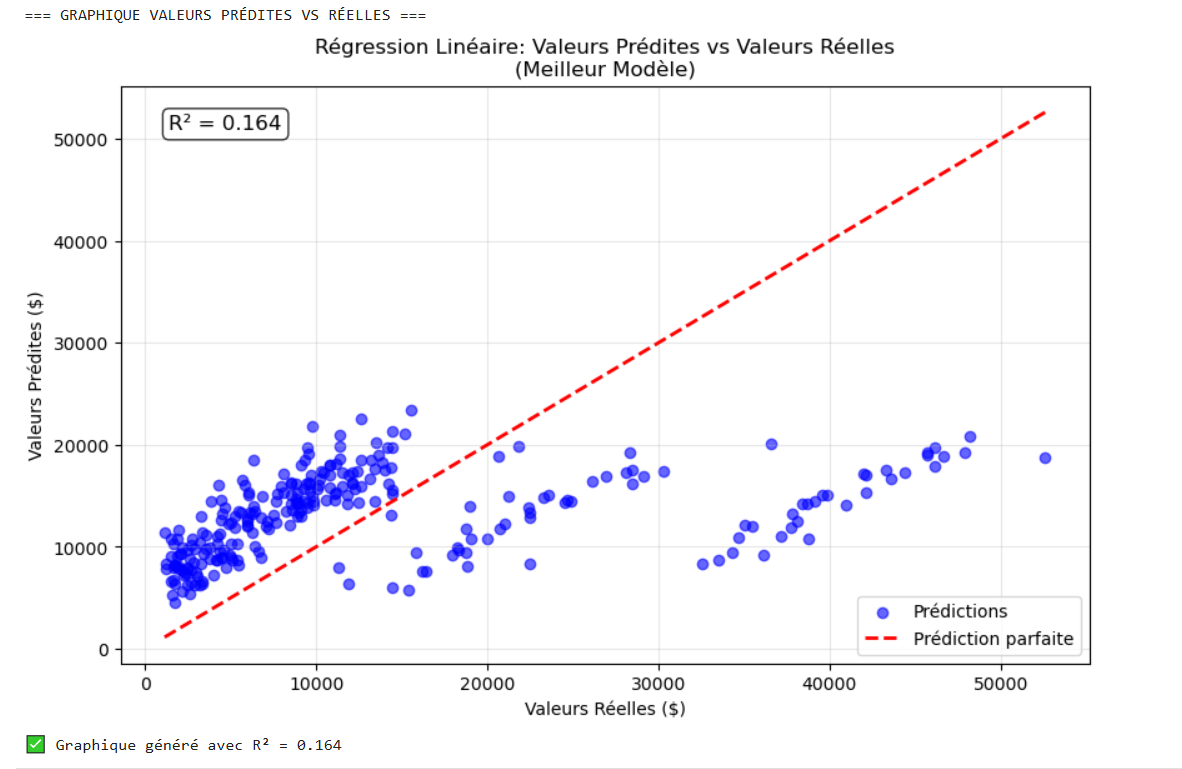 === GRAPHIQUE VALEURS PRÉDITES VS RÉELLES ===
Régression Linéaire: Valeurs Prédites vs Valeurs Réelles
(Meilleur Modèle)
R² = 0.164
50000
40000
30000
20000
10000
0
Valeurs Prédites ($)
Prédictions
Prédiction parfaite
0 10000 20000 30000 40000 50000
Valeurs Réelles ($)
✅ Graphique généré avec R² = 0.164